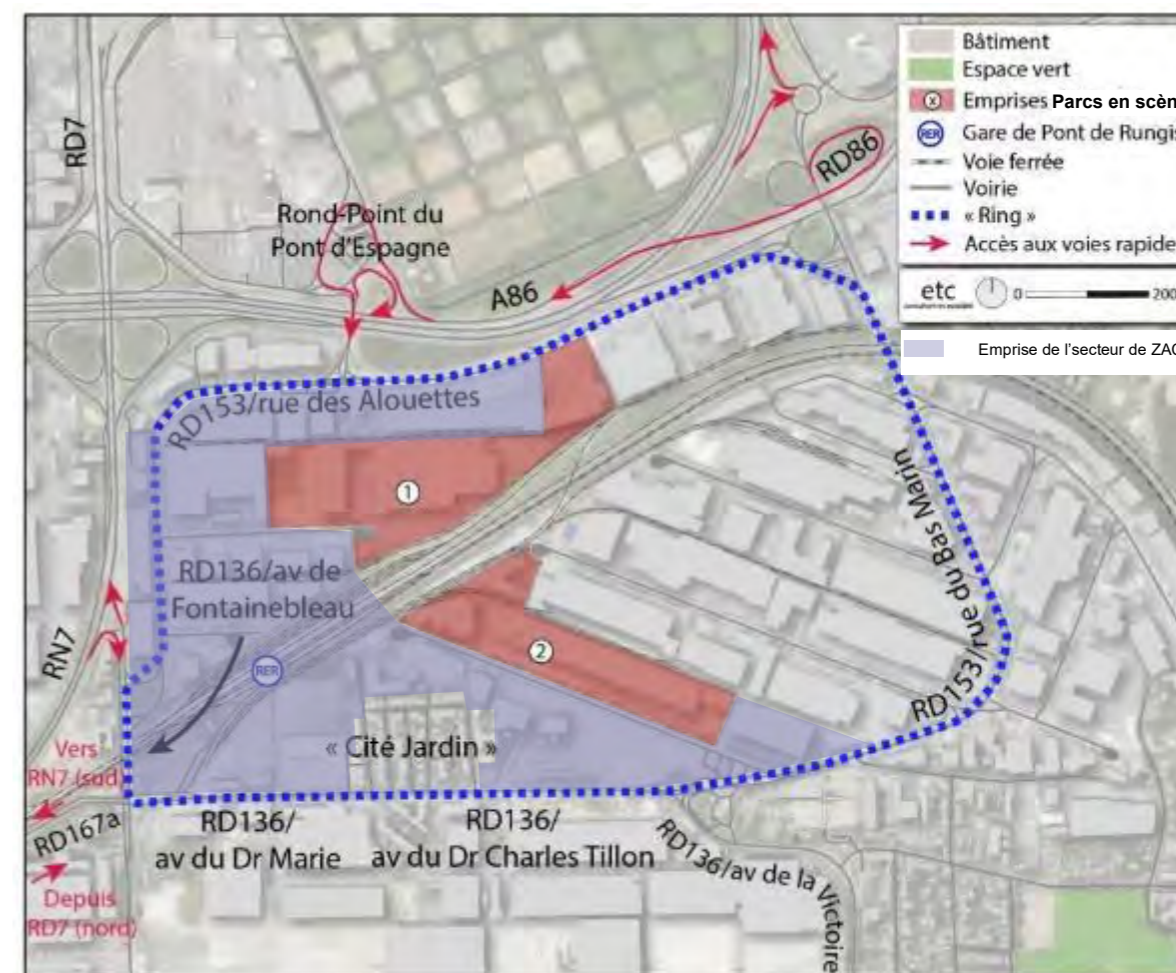 Bâtiment
Espace vert
x Emprises Parcs en scèn
RER Gare de Pont de Rungis
Voie ferrée
Voirie
« Ring »
Accès aux voies rapide
etc
0 200
Emprise de l'secteur de ZAC
RD7
Rond-Point du
Pont d'Espagne
RD86
A86
RD153/rue des Alouettes
1
RD136/av de
Fontainebleau
RER
RN7
2
RD153/rue du Bas Marin
« Cité Jardin »
Vers
RN7 (sud)
RD167a
Depuis
RD7 (nord)
RD136/
av du Dr Marie
RD136/
av du Dr Charles Tillon
RD136/av de la Victoire